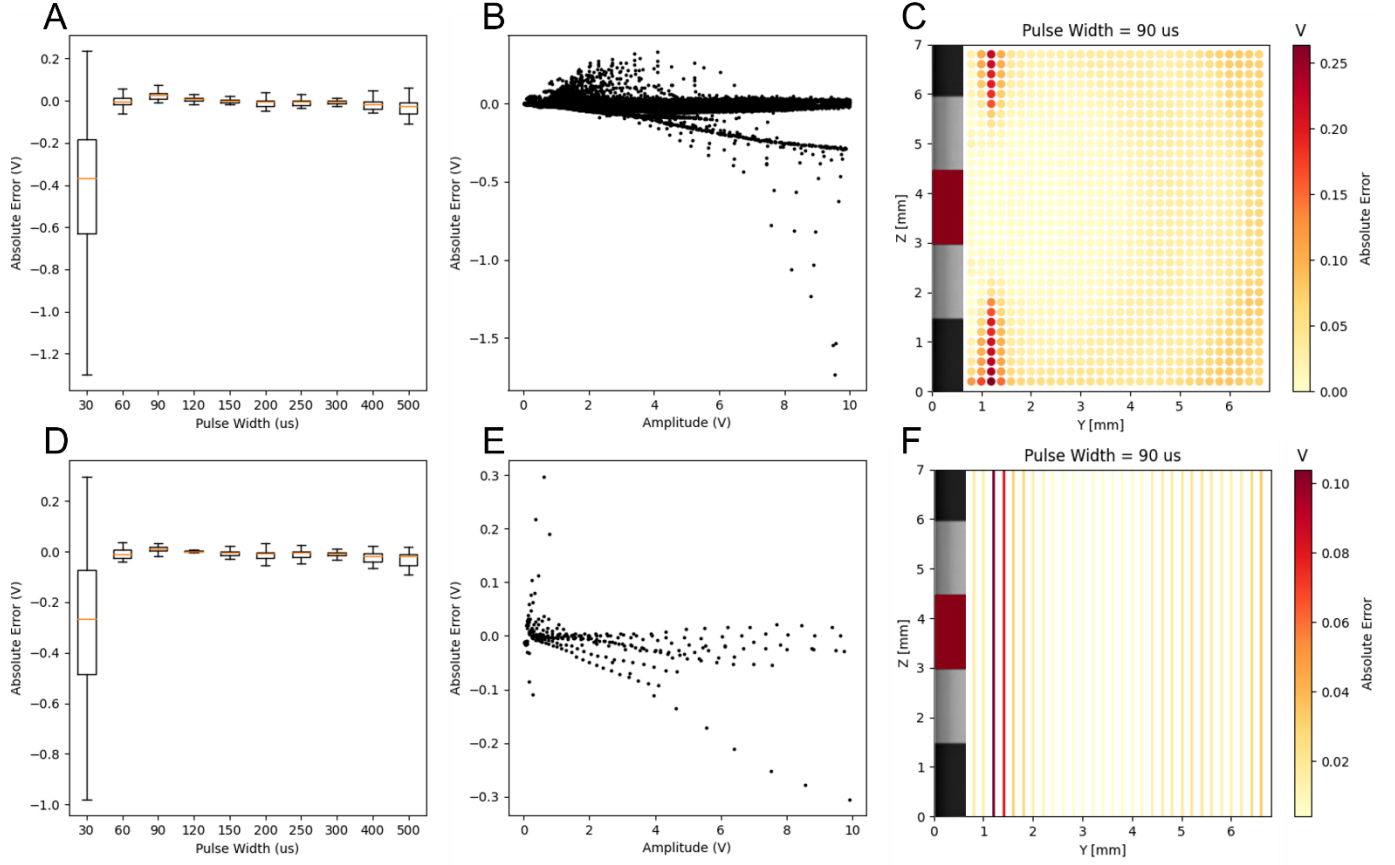 A
Absolute Error (V)
0.2
0.0
−0.2
−0.4
−0.6
−0.8
−1.0
−1.2
30 60 90 120 150 200 250 300 400 500
Pulse Width (us)
B
Absolute Error (V)
0.0
−0.5
−1.0
−1.5
0 2 4 6 8 10
Amplitude (V)
C
Pulse Width = 90 us
Z [mm]
7
6
5
4
3
2
1
0
0 1 2 3 4 5 6
Y [mm]
V
0.25
0.20
0.15
0.10
0.05
0.00
Absolute Error
D
Absolute Error (V)
0.2
0.0
−0.2
−0.4
−0.6
−0.8
−1.0
30 60 90 120 150 200 250 300 400 500
Pulse Width (us)
E
Absolute Error (V)
0.3
0.2
0.1
0.0
−0.1
−0.2
−0.3
0 2 4 6 8 10
Amplitude (V)
F
Pulse Width = 90 us
Z [mm]
7
6
5
4
3
2
1
0
0 1 2 3 4 5 6
Y [mm]
V
0.10
0.08
0.06
0.04
0.02
Absolute Error